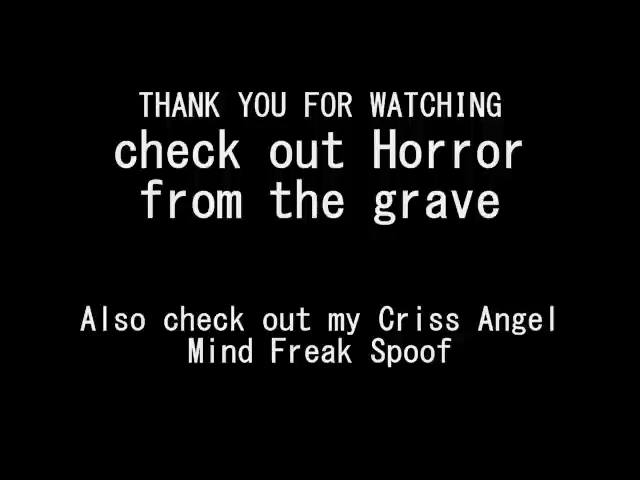 THANK YOU FOR WATCHING
check out Horror
from the grave
Also check out my Criss Angel
Mind Freak Spoof